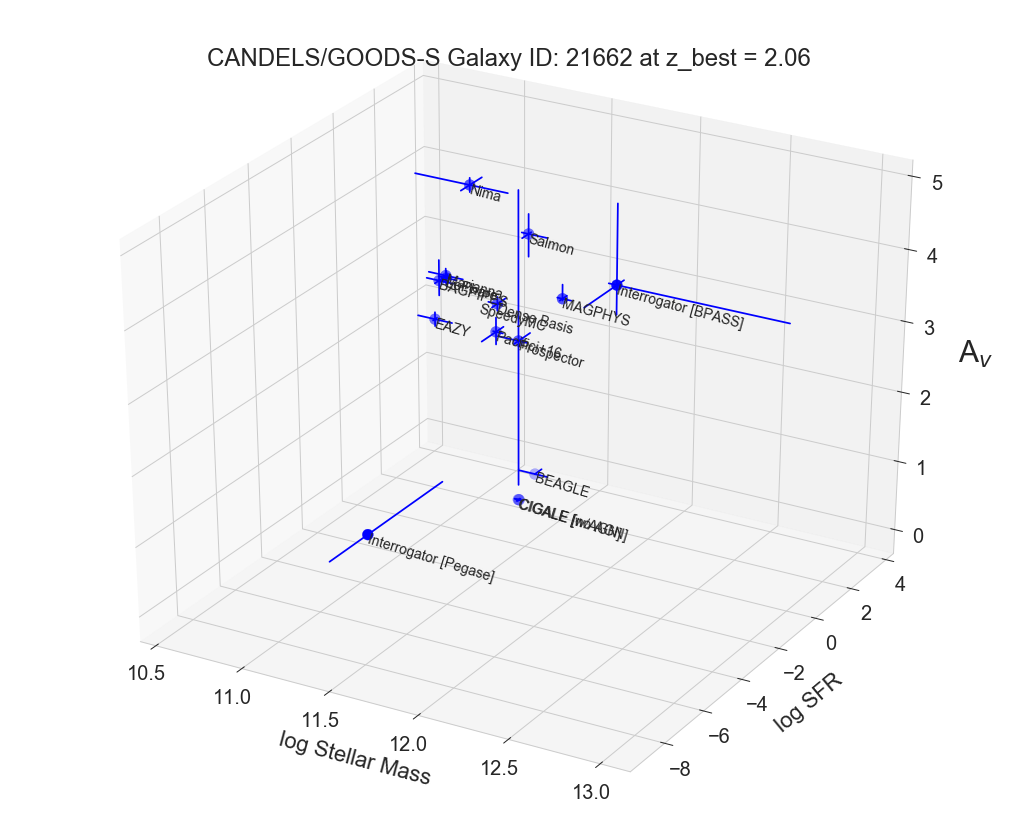 CANDELS/GOODS-S Galaxy ID: 21662 at z_best = 2.06
Nima
Salmon
MAGPHYS
Interrogator [BPASS]
Dense Basis
SpeedyMC
EAZY
Prospector
BEAGLE
Interrogator [Pegase]
5
4
3
2
1
0
A_v
4
2
0
−2
−4
−6
−8
log SFR
10.5
11.0
11.5
12.0
12.5
13.0
log Stellar Mass